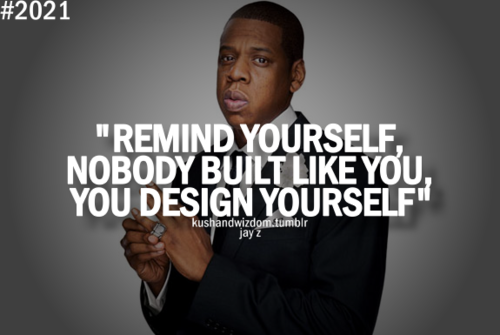 #2021
"REMIND YOURSELF,
NOBODY BUILT LIKE YOU,
YOU DESIGN YOURSELF"
kushandwizdom.tumblr
jay z